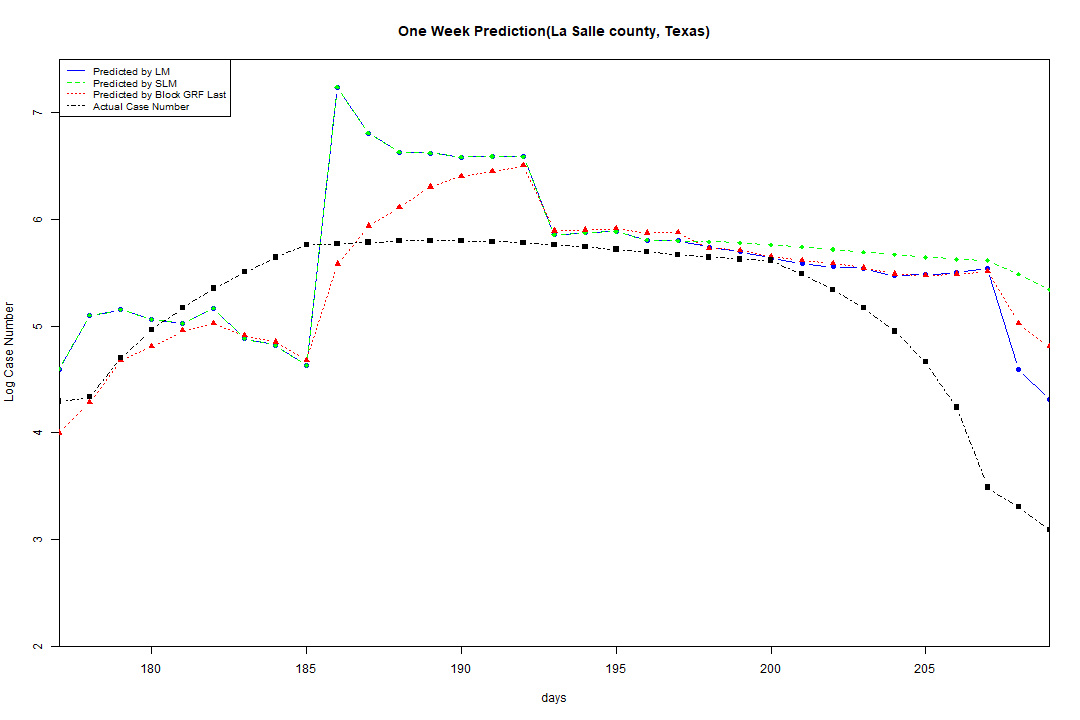 One Week Prediction(La Salle county, Texas)
Predicted by LM
Predicted by SLM
Predicted by Block GRF Last
Actual Case Number
7
6
5
4
3
2
Log Case Number
180 185 190 195 200 205
days